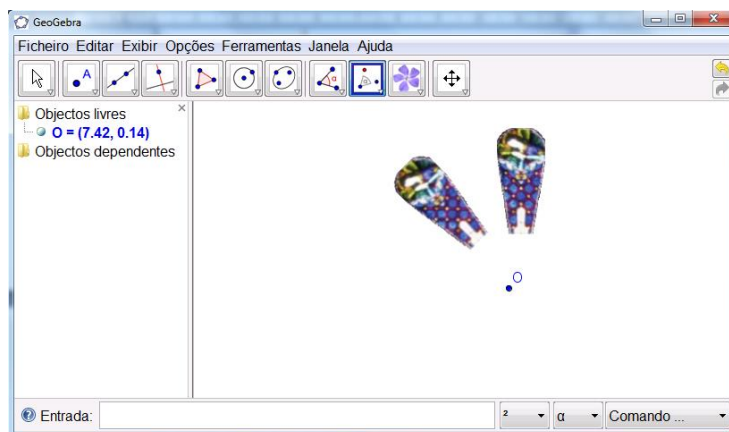 GeoGebra
Ficheiro Editar Exibir Opções Ferramentas Janela Ajuda
A
α
a
Objectos livres
O = (7.42, 0.14)
Objectos dependentes
O
Entrada:
² α Comando ...